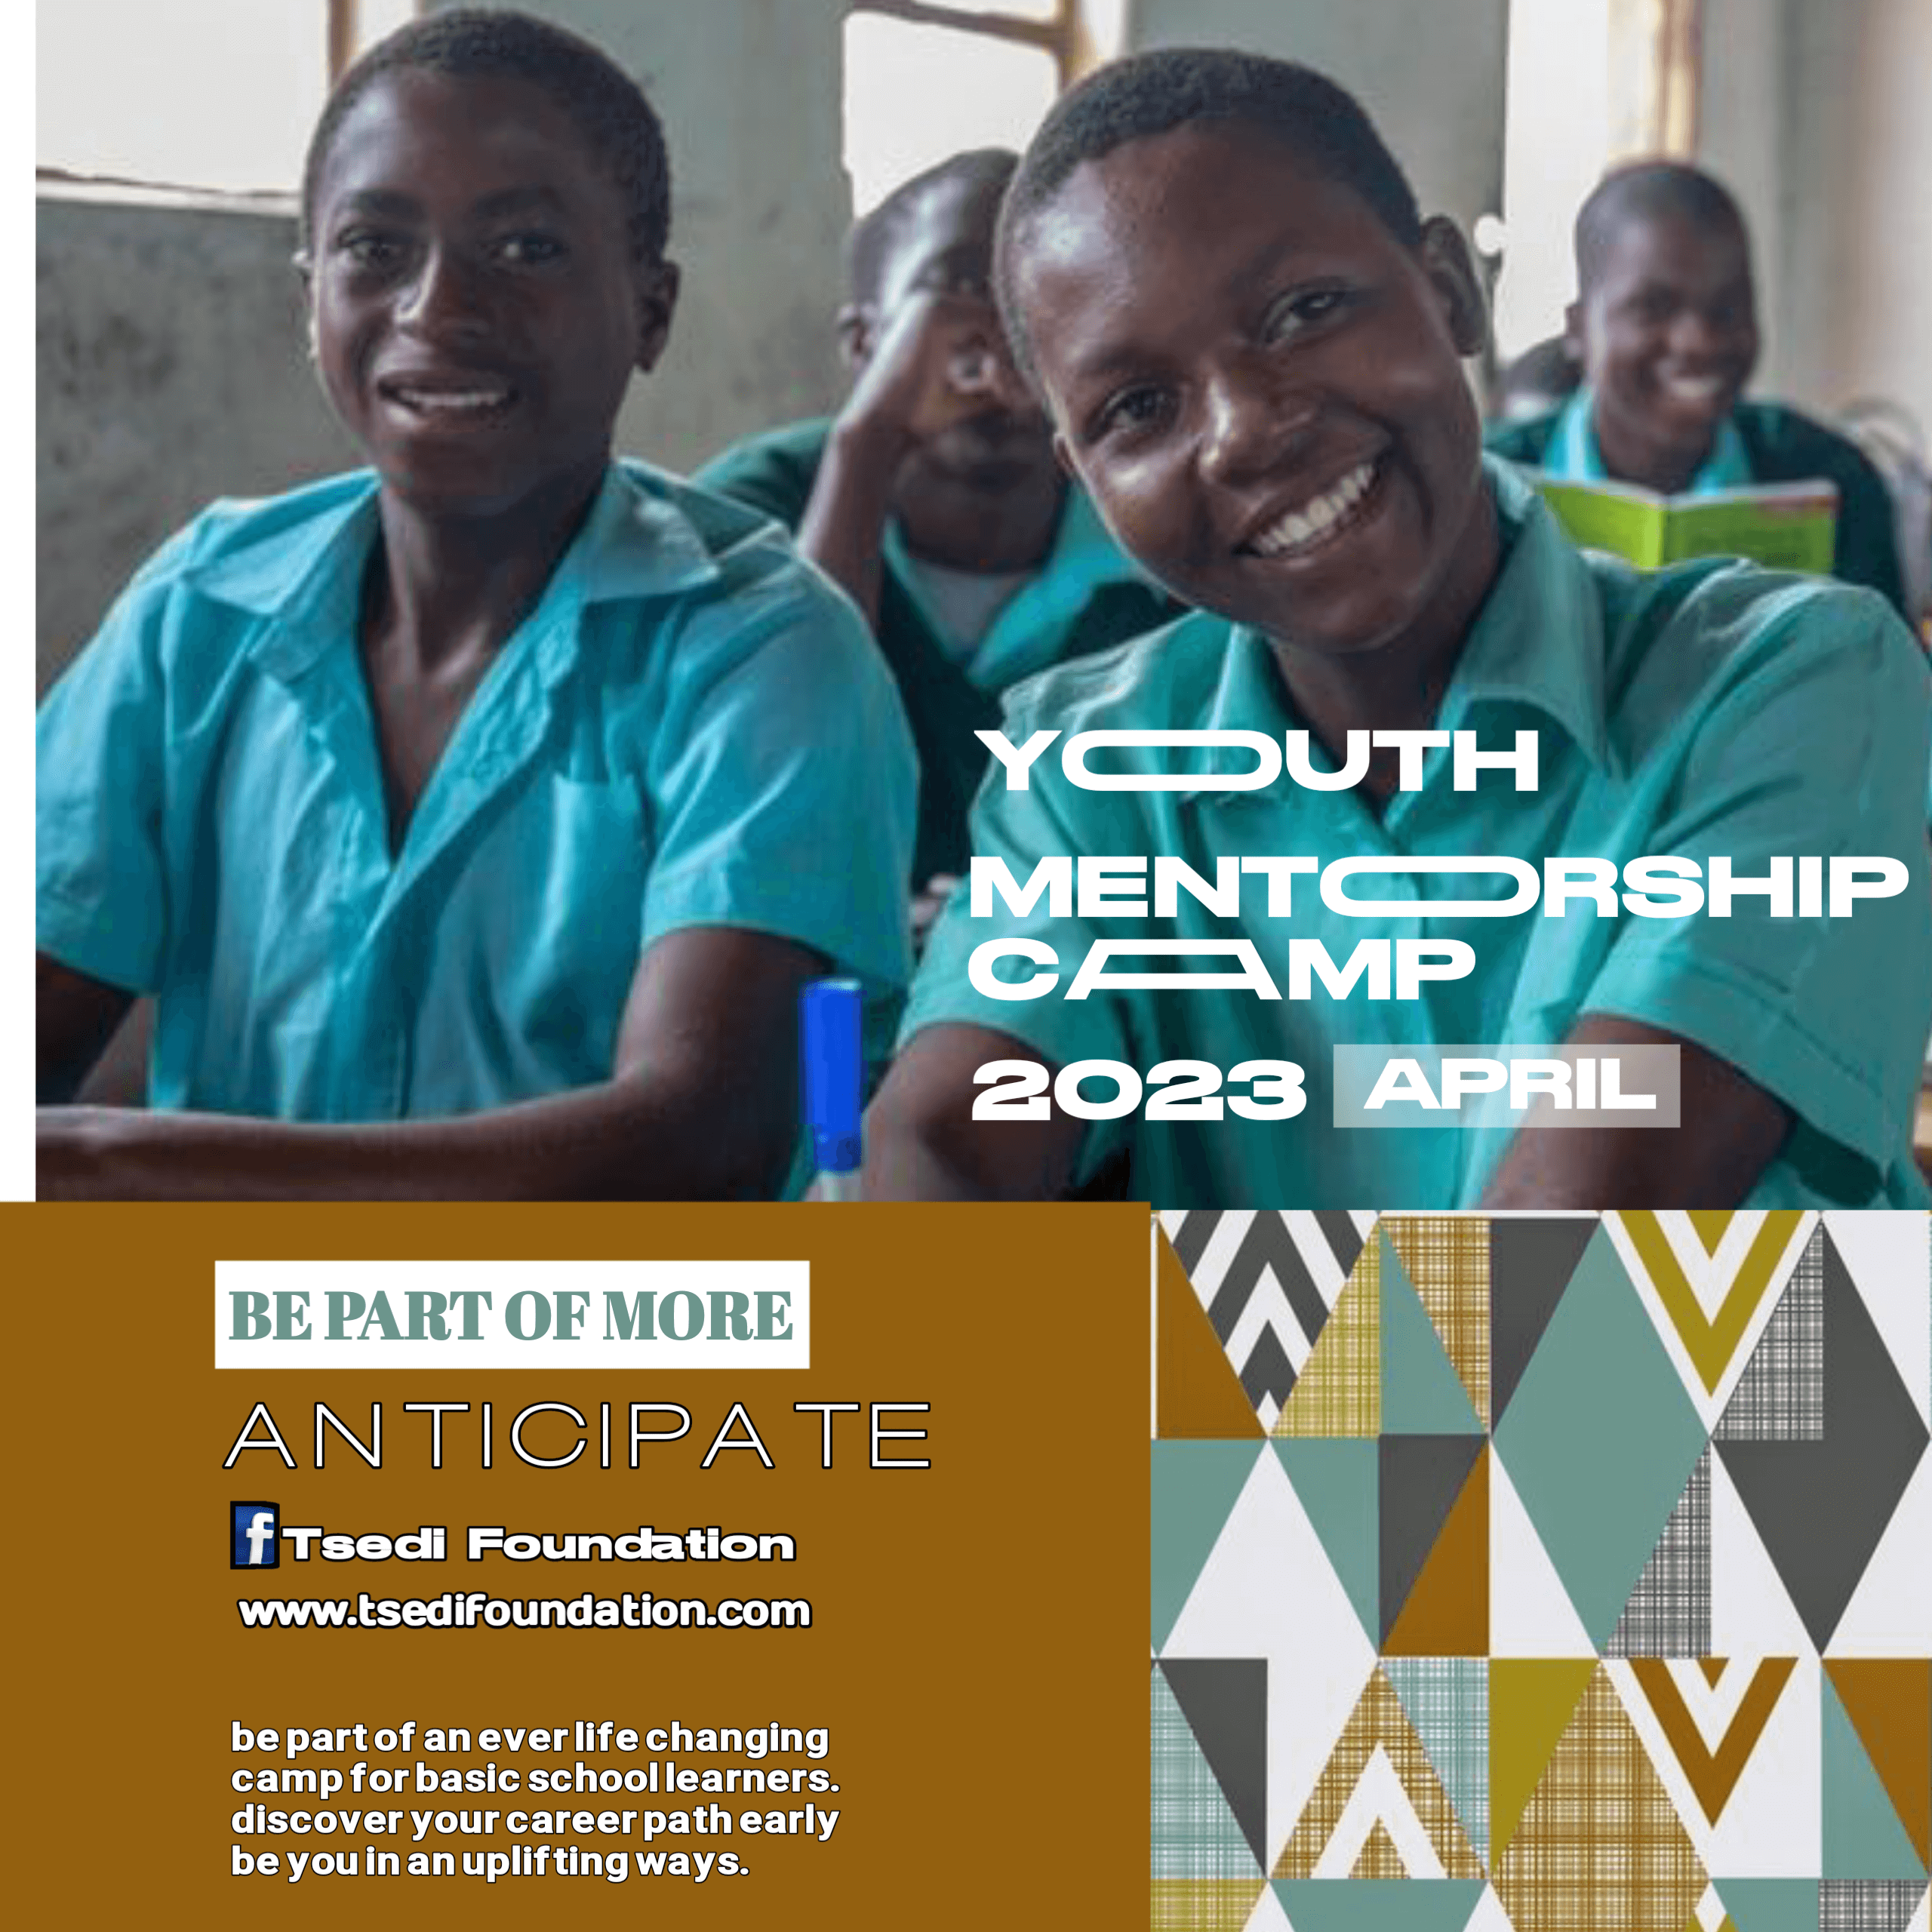 YOUTH
MENTORSHIP
CAMP
2023 APRIL
BE PART OF MORE
ANTICIPATE
f Tsedi Foundation
www.tsedifoundation.com
be part of an ever life changing
camp for basic school learners.
discover your career path early
be you in an uplifting ways.